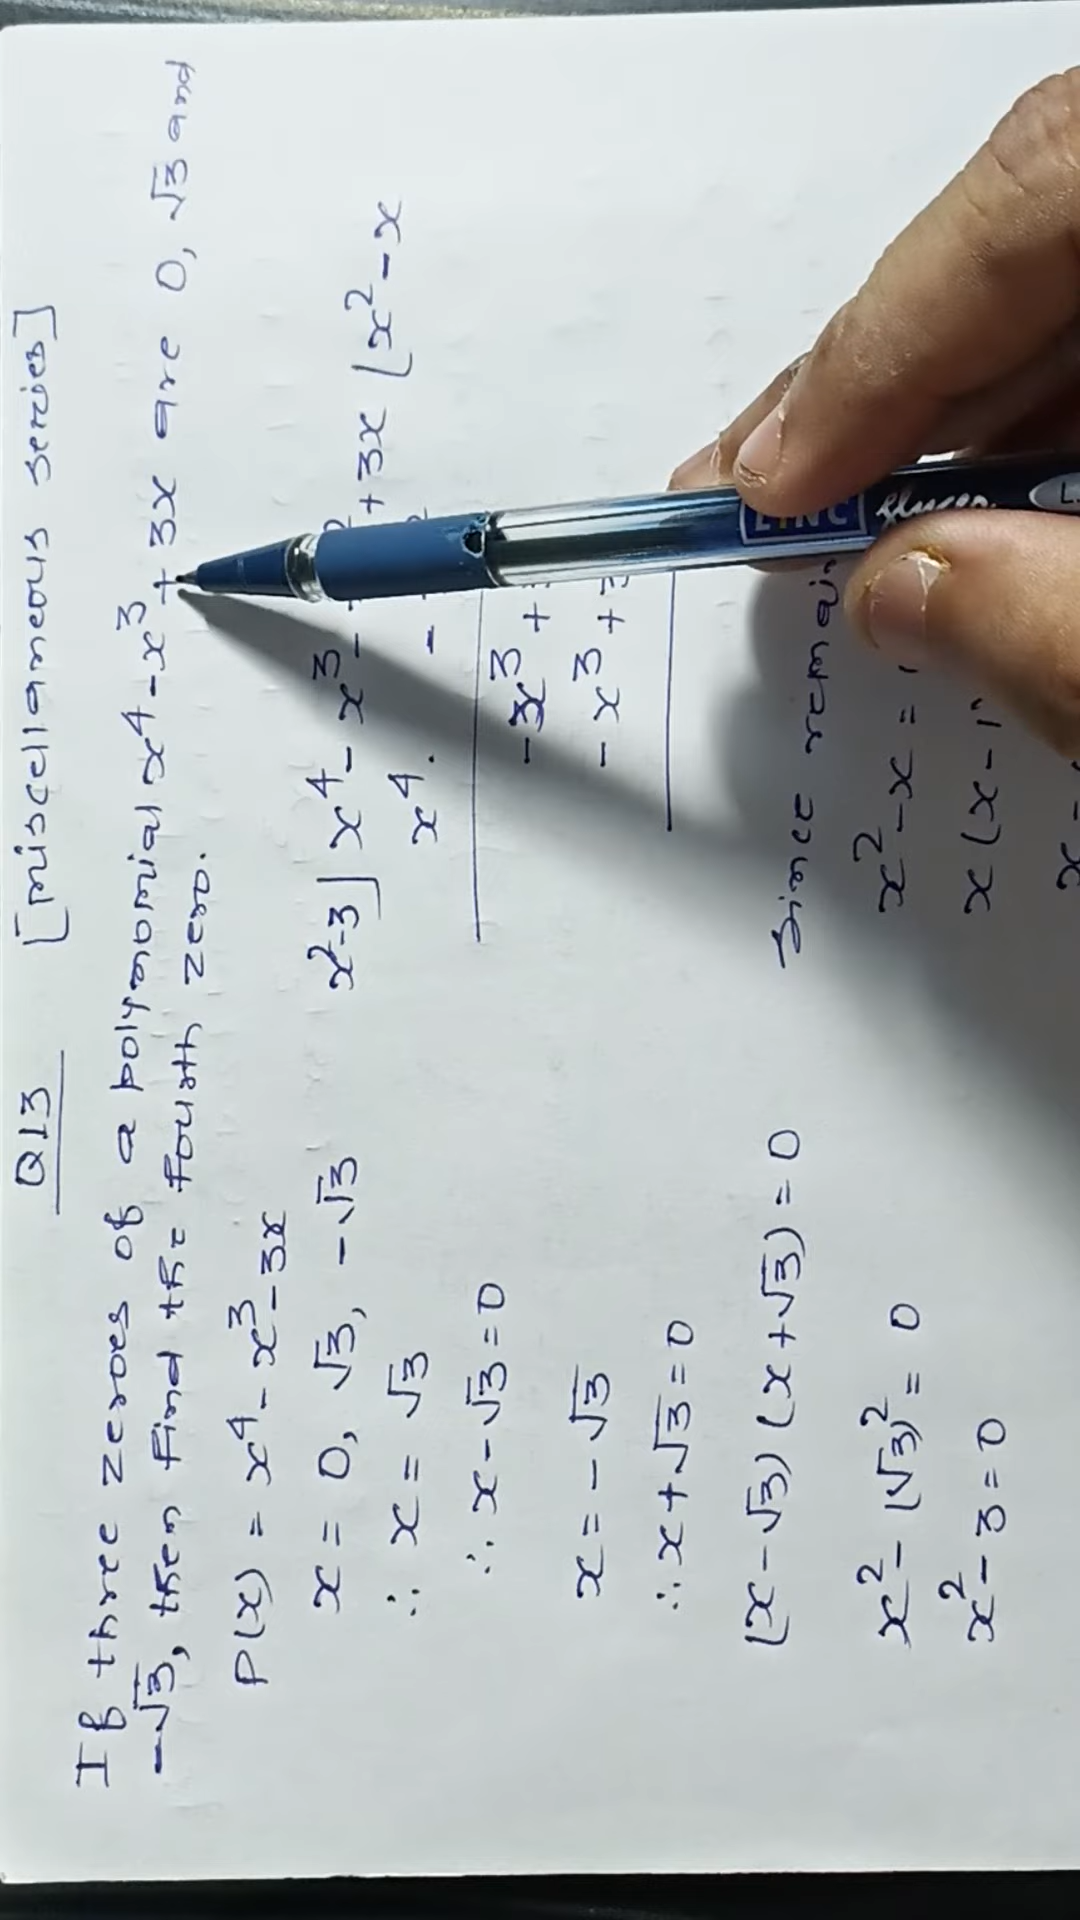 Q13 [miscellaneous series]
If three zeroes of a polynomial x⁴-x³ + 3x are 0, √3 and
-√3, then find the fourth zero.
P(x) = x⁴- x³- 3x
x = 0, √3, -√3
∴ x = √3
∴ x-√3=0
x = -√3
∴ x+√3=0
(x-√3)(x+√3)=0
x²-(√3)²= 0
x²-3=0
x²-3] x⁴- x³- +3x [x²-x
x⁴ -
-x³ +
- x³ +
Since
x²-x =
x(x-1
x
LINC